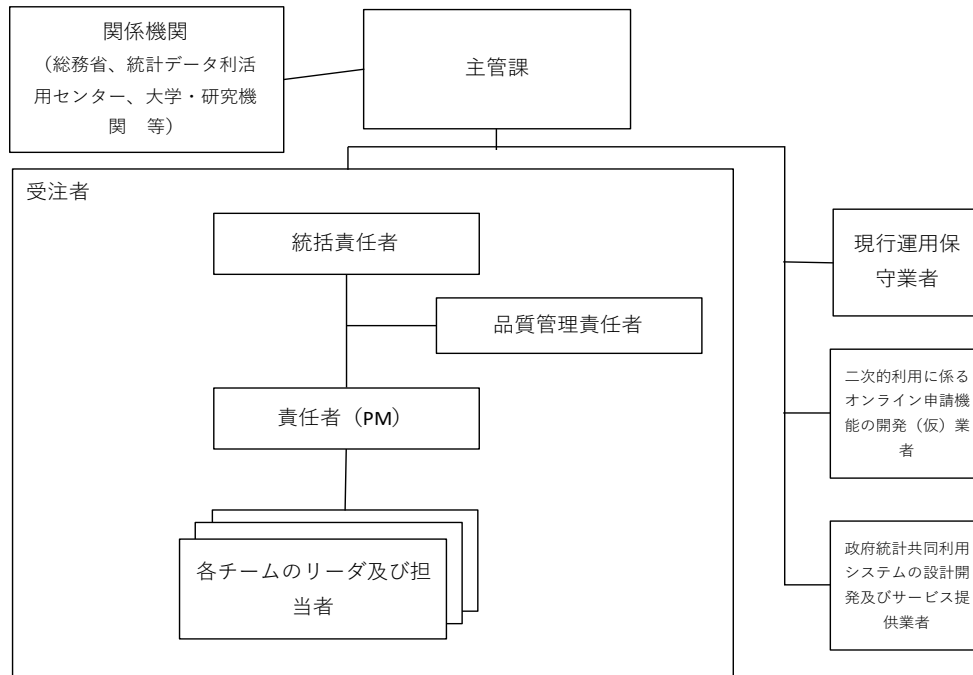 関係機関
（総務省、統計データ利活
用センター、大学・研究機
関　等）
主管課
受注者
統括責任者
品質管理責任者
責任者（PM）
各チームのリーダ及び担
当者
現行運用保
守業者
二次的利用に係る
オンライン申請機
能の開発（仮）業
者
政府統計共同利用
システムの設計開
発及びサービス提
供業者